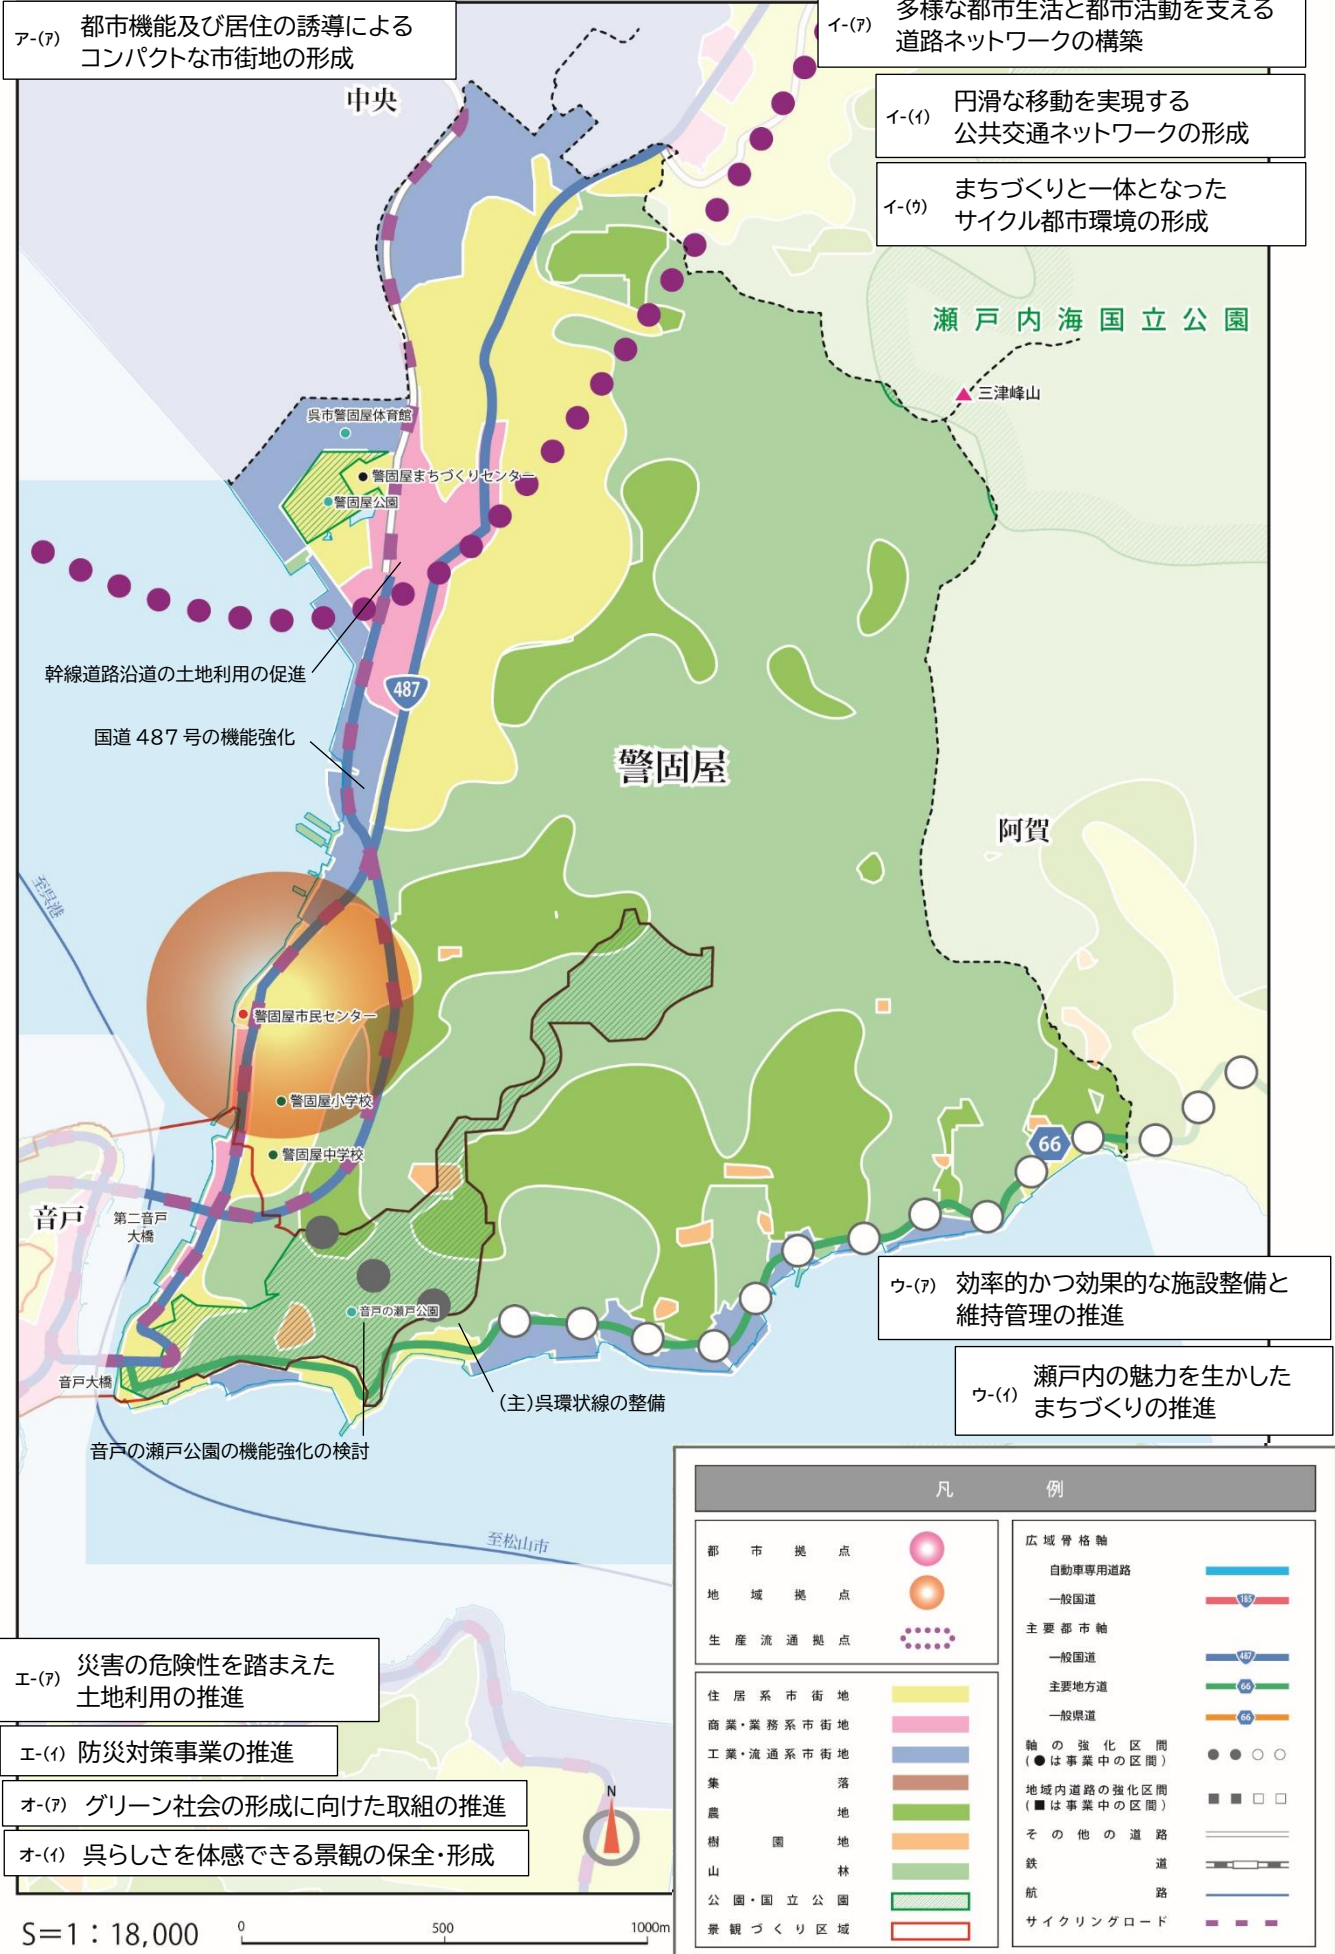 ア-(ア) 都市機能及び居住の誘導による
コンパクトな市街地の形成
イ-(ア) 多様な都市生活と都市活動を支える
道路ネットワークの構築
イ-(イ) 円滑な移動を実現する
公共交通ネットワークの形成
イ-(ウ) まちづくりと一体となった
サイクル都市環境の形成
中央
瀬戸内海国立公園
三津峰山
呉市警固屋体育館
警固屋まちづくりセンター
警固屋公園
幹線道路沿道の土地利用の促進
487
国道487号の機能強化
警固屋
阿賀
至呉港
警固屋市民センター
警固屋小学校
警固屋中学校
66
音戸
第二音戸
大橋
音戸の瀬戸公園
音戸大橋
(主)呉環状線の整備
音戸の瀬戸公園の機能強化の検討
至松山市
ウ-(ア) 効率的かつ効果的な施設整備と
維持管理の推進
ウ-(イ) 瀬戸内の魅力を生かした
まちづくりの推進
エ-(ア) 災害の危険性を踏まえた
土地利用の推進
エ-(イ) 防災対策事業の推進
オ-(ア) グリーン社会の形成に向けた取組の推進
オ-(イ) 呉らしさを体感できる景観の保全・形成
N
S=1:18,000
0 500 1000m
凡例
都市拠点
地域拠点
生産流通拠点
住居系市街地
商業・業務系市街地
工業・流通系市街地
集落
農地
樹園地
山林
公園・国立公園
景観づくり区域
広域骨格軸
自動車専用道路
一般国道 185
主要都市軸
一般国道 487
主要地方道 66
一般県道 66
軸の強化区間
(●は事業中の区間)
地域内道路の強化区間
(■は事業中の区間)
その他の道路
鉄道
航路
サイクリングロード